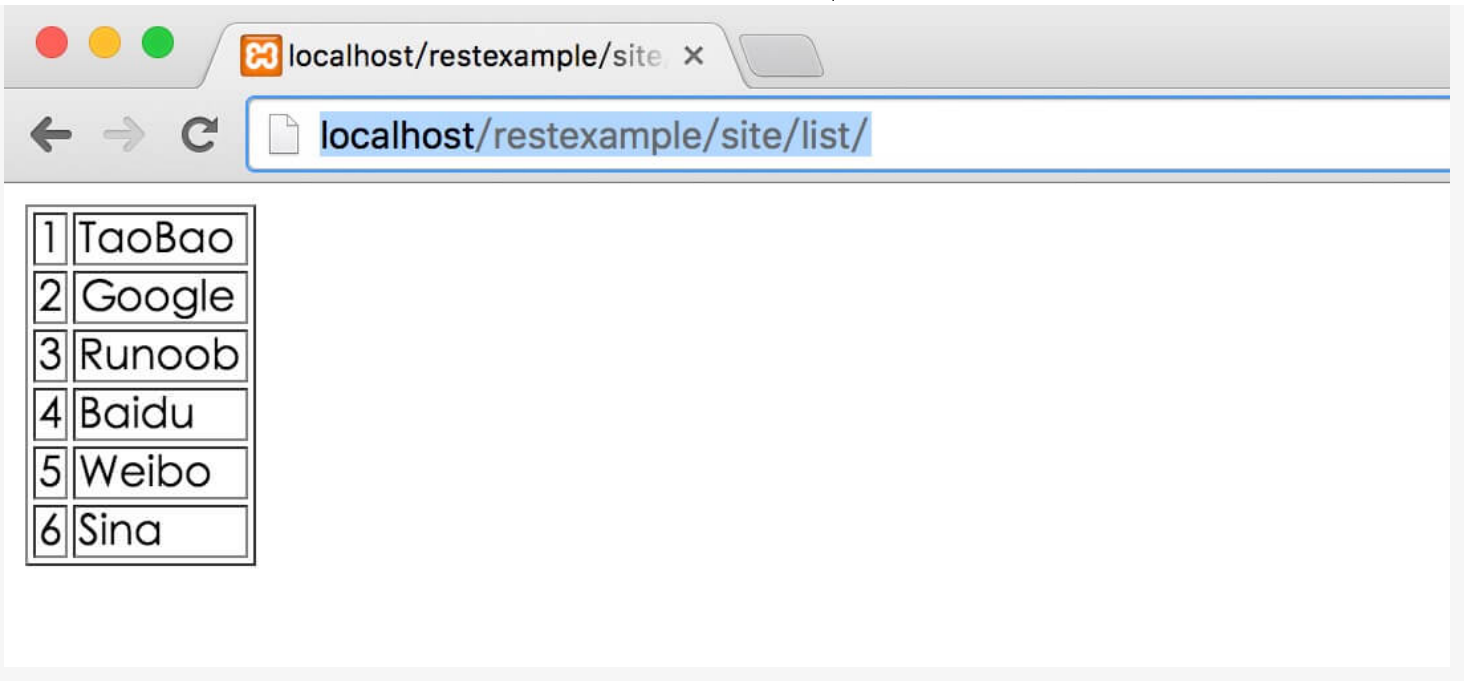 localhost/restexample/site
localhost/restexample/site/list/
1 TaoBao
2 Google
3 Runoob
4 Baidu
5 Weibo
6 Sina